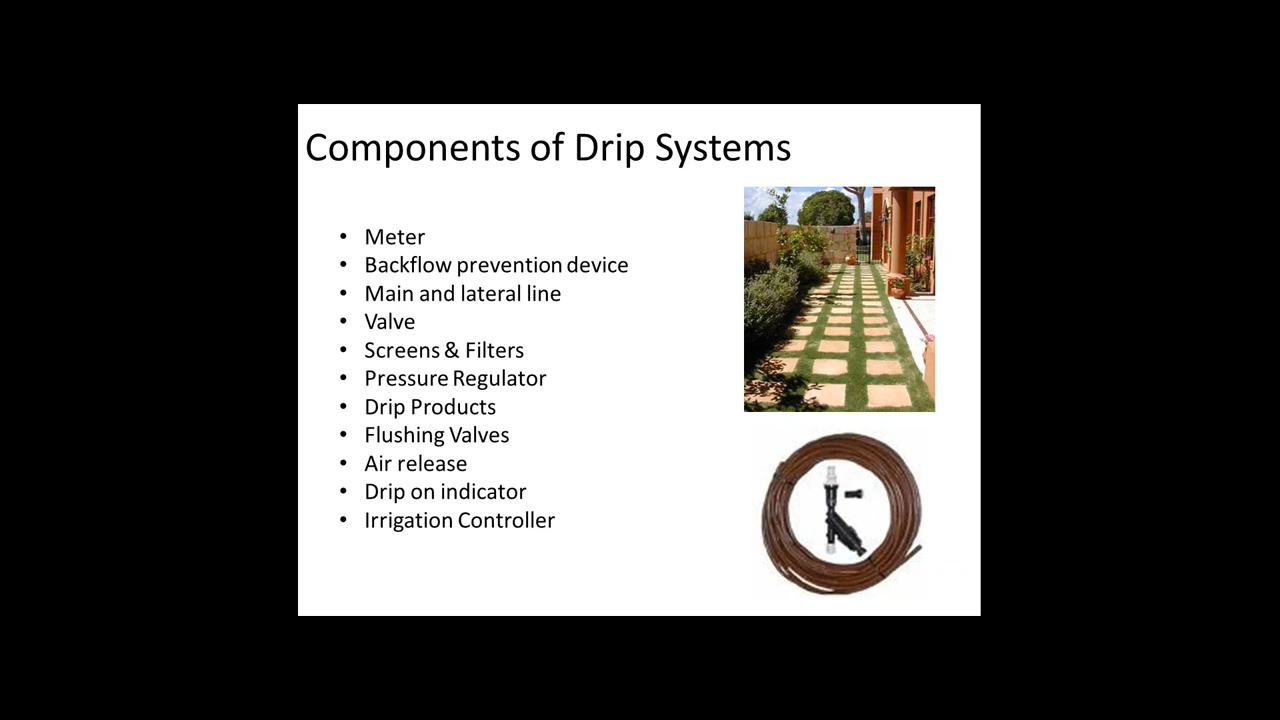 Components of Drip Systems
• Meter
• Backflow prevention device
• Main and lateral line
• Valve
• Screens & Filters
• Pressure Regulator
• Drip Products
• Flushing Valves
• Air release
• Drip on indicator
• Irrigation Controller